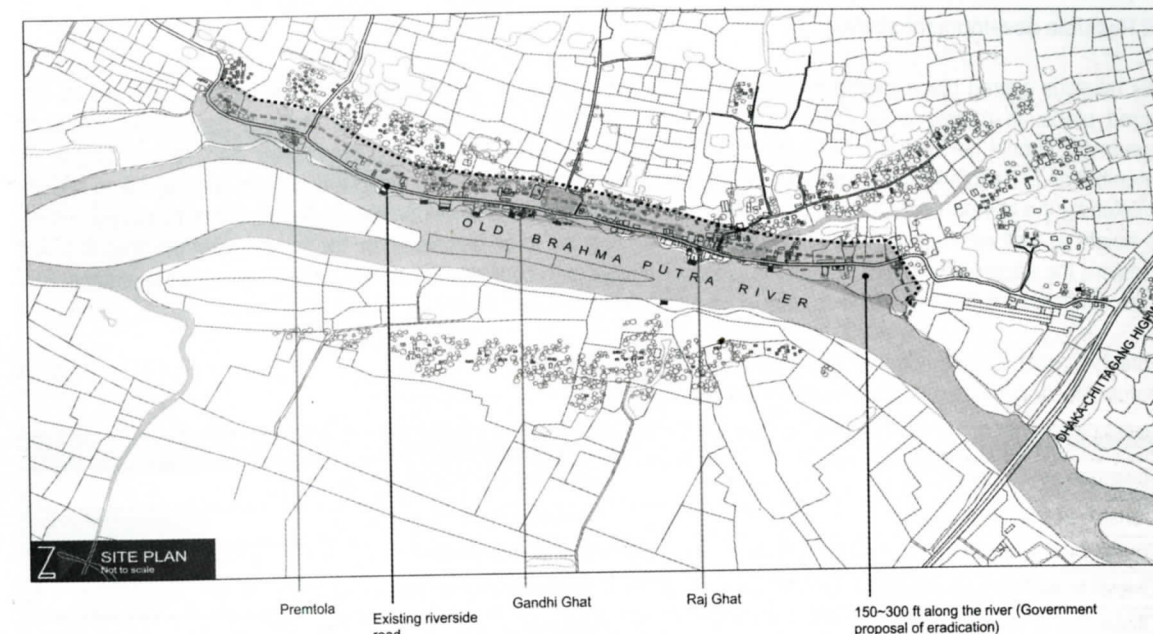 OLD BRAHMA PUTRA RIVER
DHAKA-CHITTAGANG
SITE PLAN
Not to scale
Premtola
Existing riverside
road
Gandhi Ghat
Raj Ghat
150~300 ft along the river (Government
proposal of eradication)